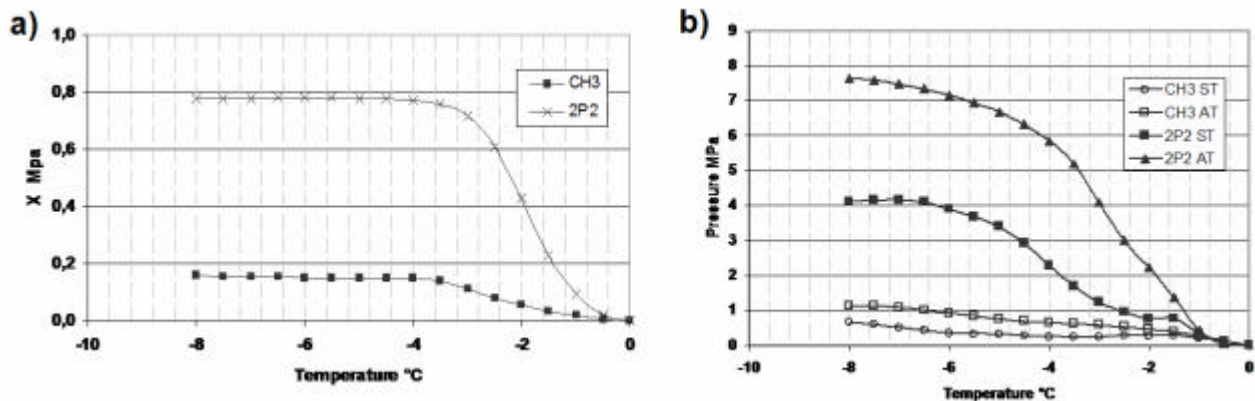 a)
1,0
0,8
0,6
0,4
0,2
0,0
X Mpa
-10
-8
-6
-4
-2
0
Temperature °C
CH3
2P2
b)
9
8
7
6
5
4
3
2
1
0
Pressure MPa
-10
-8
-6
-4
-2
0
Temperature °C
CH3 ST
CH3 AT
2P2 ST
2P2 AT